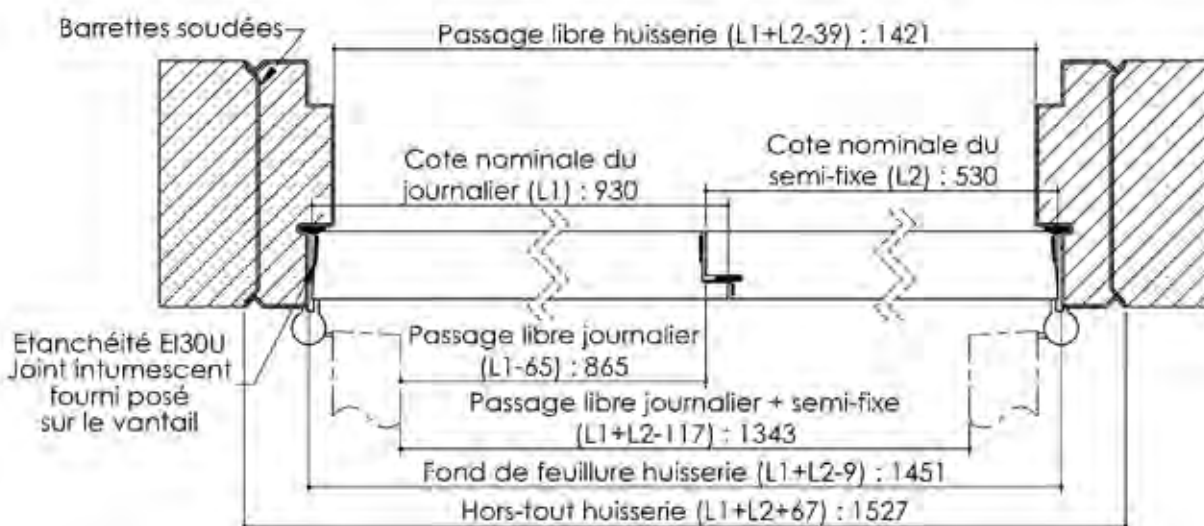 Barrettes soudées
Passage libre huisserie (L1+L2-39) : 1421
Cote nominale du
journalier (L1) : 930
Cote nominale du
semi-fixe (L2) : 530
Etanchéité EI30U
Joint intumescent
fourni posé
sur le vantail
Passage libre journalier
(L1-65) : 865
Passage libre journalier + semi-fixe
(L1+L2-117) : 1343
Fond de feuillure huisserie (L1+L2-9) : 1451
Hors-tout huisserie (L1+L2+67) : 1527